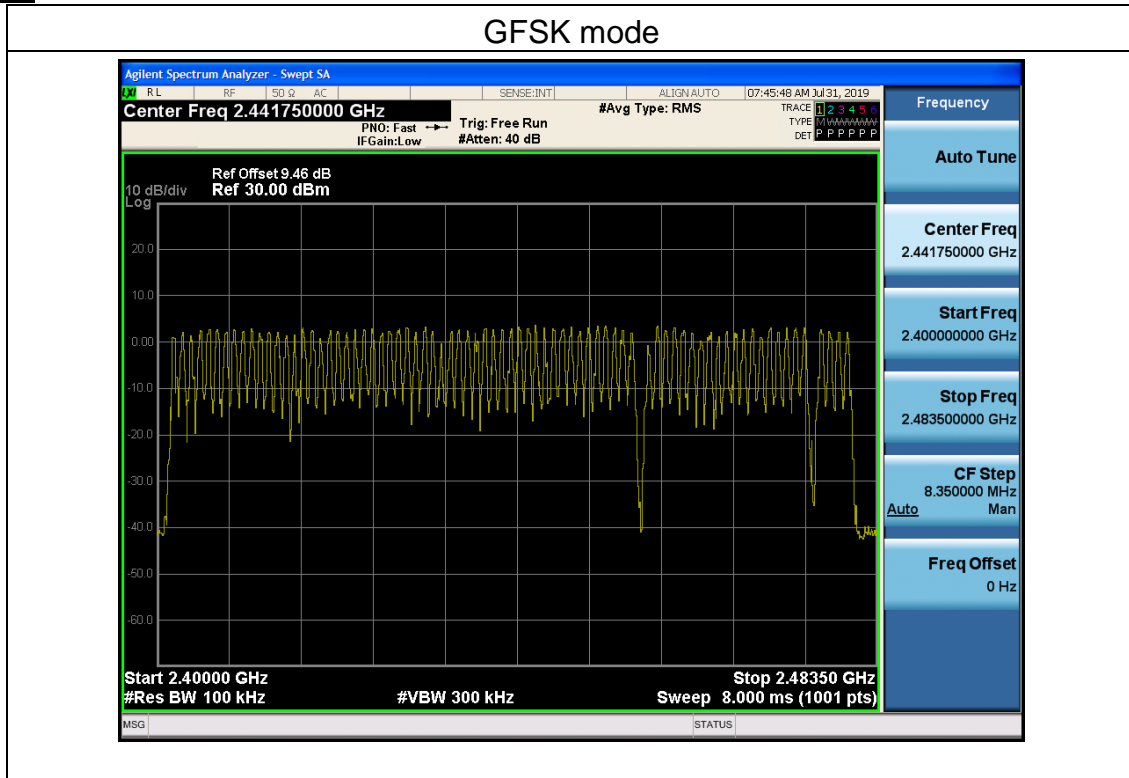 GFSK mode
Agilent Spectrum Analyzer - Swept SA
LXI RL RF 50 Ω AC SENSE:INT ALIGN AUTO 07:45:48 AM Jul 31, 2019
Center Freq 2.441750000 GHz
PNO: Fast
IFGain:Low
Trig: Free Run
#Atten: 40 dB
#Avg Type: RMS
TRACE 1 2 3 4 5 6
TYPE M
DET P P P P P P
Ref Offset 9.46 dB
10 dB/div Ref 30.00 dBm
Log
20.0
10.0
0.00
-10.0
-20.0
-30.0
-40.0
-50.0
-60.0
Start 2.40000 GHz Stop 2.48350 GHz
#Res BW 100 kHz #VBW 300 kHz Sweep 8.000 ms (1001 pts)
MSG STATUS
Frequency
Auto Tune
Center Freq
2.441750000 GHz
Start Freq
2.400000000 GHz
Stop Freq
2.483500000 GHz
CF Step
8.350000 MHz
Auto Man
Freq Offset
0 Hz